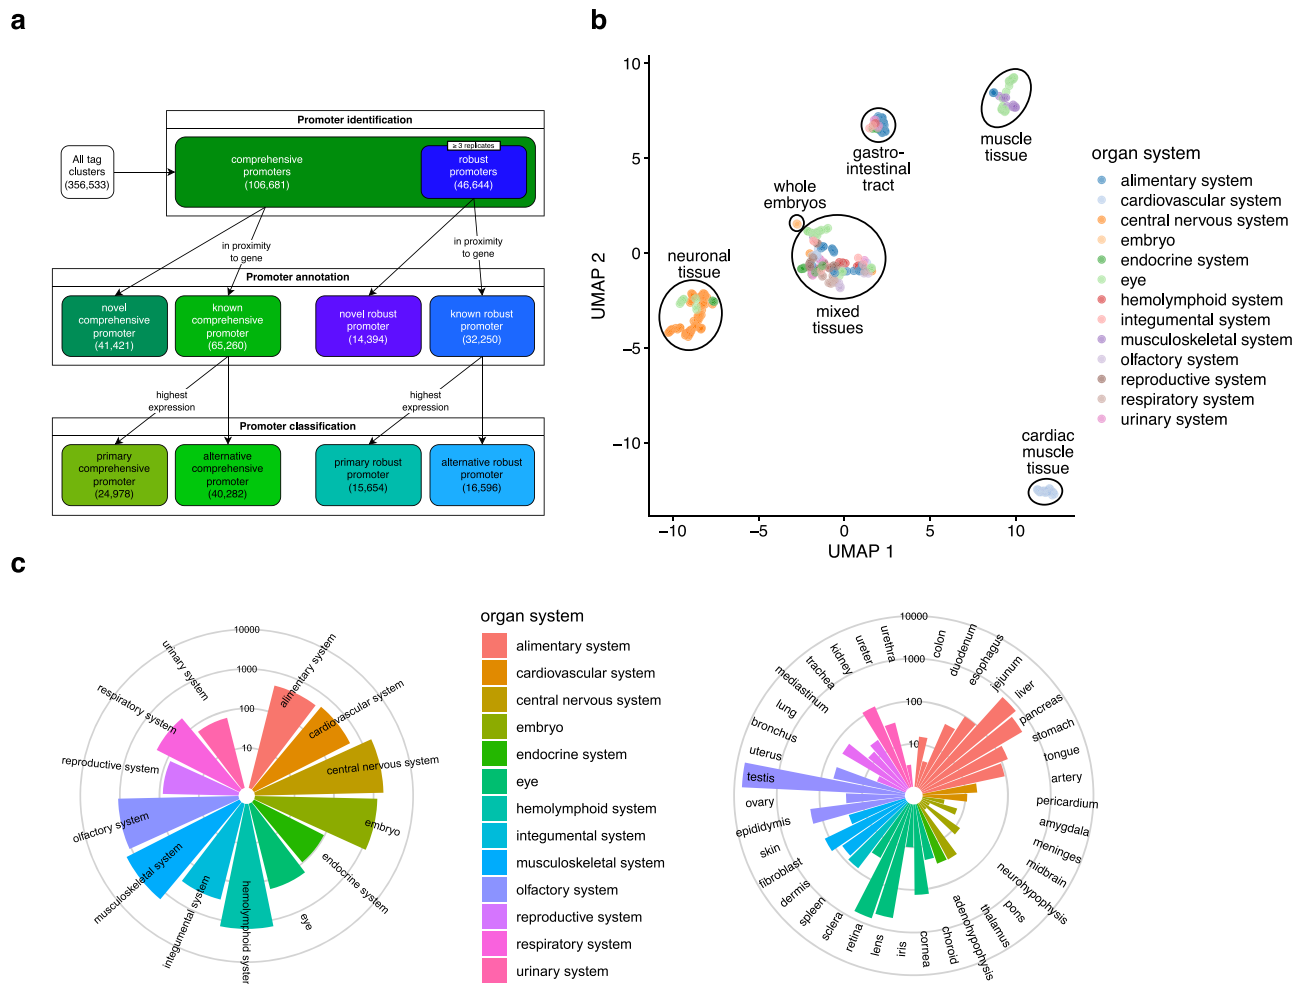 a
Promoter identification
All tag
clusters
(356,533)
comprehensive
promoters
(106,681)
≥ 3 replicates
robust
promoters
(46,644)
in proximity
to gene
in proximity
to gene
Promoter annotation
novel
comprehensive
promoter
(41,421)
known
comprehensive
promoter
(65,260)
novel robust
promoter
(14,394)
known robust
promoter
(32,250)
highest
expression
highest
expression
Promoter classification
primary
comprehensive
promoter
(24,978)
alternative
comprehensive
promoter
(40,282)
primary robust
promoter
(15,654)
alternative robust
promoter
(16,596)
b
UMAP 2
10
5
0
−5
−10
−10
−5
0
5
10
UMAP 1
neuronal
tissue
whole
embryos
gastro-
intestinal
tract
muscle
tissue
mixed
tissues
cardiac
muscle
tissue
organ system
alimentary system
cardiovascular system
central nervous system
embryo
endocrine system
eye
hemolymphoid system
integumental system
musculoskeletal system
olfactory system
reproductive system
respiratory system
urinary system
c
10000
1000
100
10
alimentary system
cardiovascular system
central nervous system
embryo
endocrine system
eye
hemolymphoid system
integumental system
musculoskeletal system
olfactory system
reproductive system
respiratory system
urinary system
organ system
alimentary system
cardiovascular system
central nervous system
embryo
endocrine system
eye
hemolymphoid system
integumental system
musculoskeletal system
olfactory system
reproductive system
respiratory system
urinary system
10000
1000
100
10
colon
duodenum
esophagus
jejunum
liver
pancreas
stomach
tongue
artery
pericardium
amygdala
meninges
midbrain
neurohypophysis
pons
thalamus
adenohypophysis
choroid
cornea
iris
lens
retina
sclera
spleen
dermis
fibroblast
skin
epididymis
ovary
testis
uterus
bronchus
lung
mediastinum
trachea
kidney
ureter
urethra